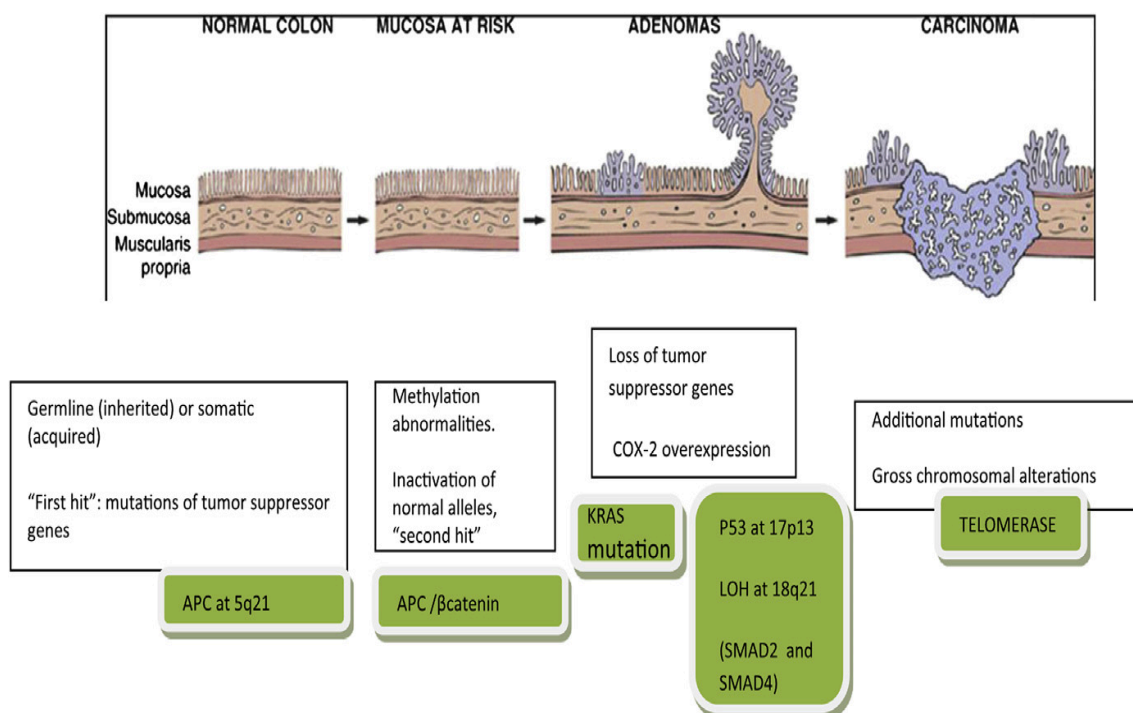 NORMAL COLON
MUCOSA AT RISK
ADENOMAS
CARCINOMA
Mucosa
Submucosa
Muscularis
propria
Germline (inherited) or somatic
(acquired)
“First hit”: mutations of tumor suppressor
genes
APC at 5q21
Methylation
abnormalities.
Inactivation of
normal alleles,
“second hit”
APC /βcatenin
Loss of tumor
suppressor genes
COX-2 overexpression
KRAS
mutation
P53 at 17p13
LOH at 18q21
(SMAD2 and
SMAD4)
Additional mutations
Gross chromosomal alterations
TELOMERASE